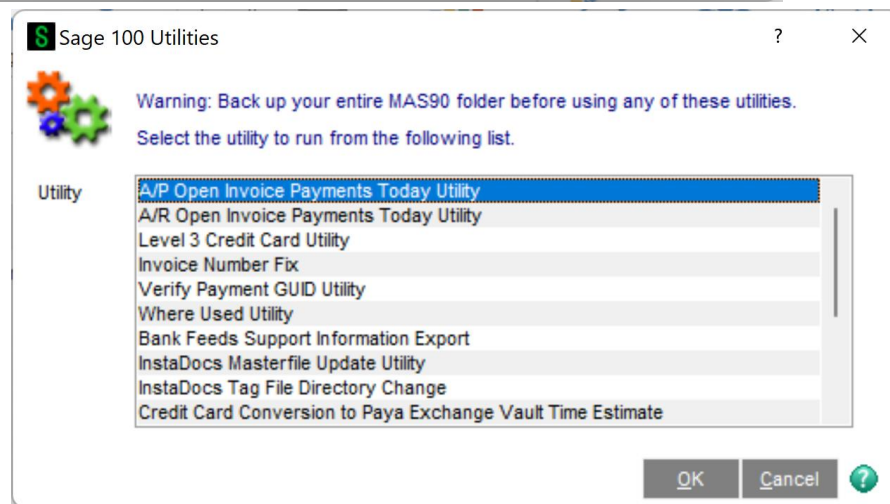 S Sage 100 Utilities ? ×
Warning: Back up your entire MAS90 folder before using any of these utilities.
Select the utility to run from the following list.
Utility
A/P Open Invoice Payments Today Utility
A/R Open Invoice Payments Today Utility
Level 3 Credit Card Utility
Invoice Number Fix
Verify Payment GUID Utility
Where Used Utility
Bank Feeds Support Information Export
InstaDocs Masterfile Update Utility
InstaDocs Tag File Directory Change
Credit Card Conversion to Paya Exchange Vault Time Estimate
OK Cancel ?